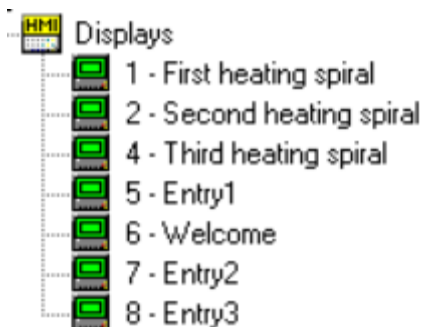 HMI Displays
1 - First heating spiral
2 - Second heating spiral
4 - Third heating spiral
5 - Entry1
6 - Welcome
7 - Entry2
8 - Entry3